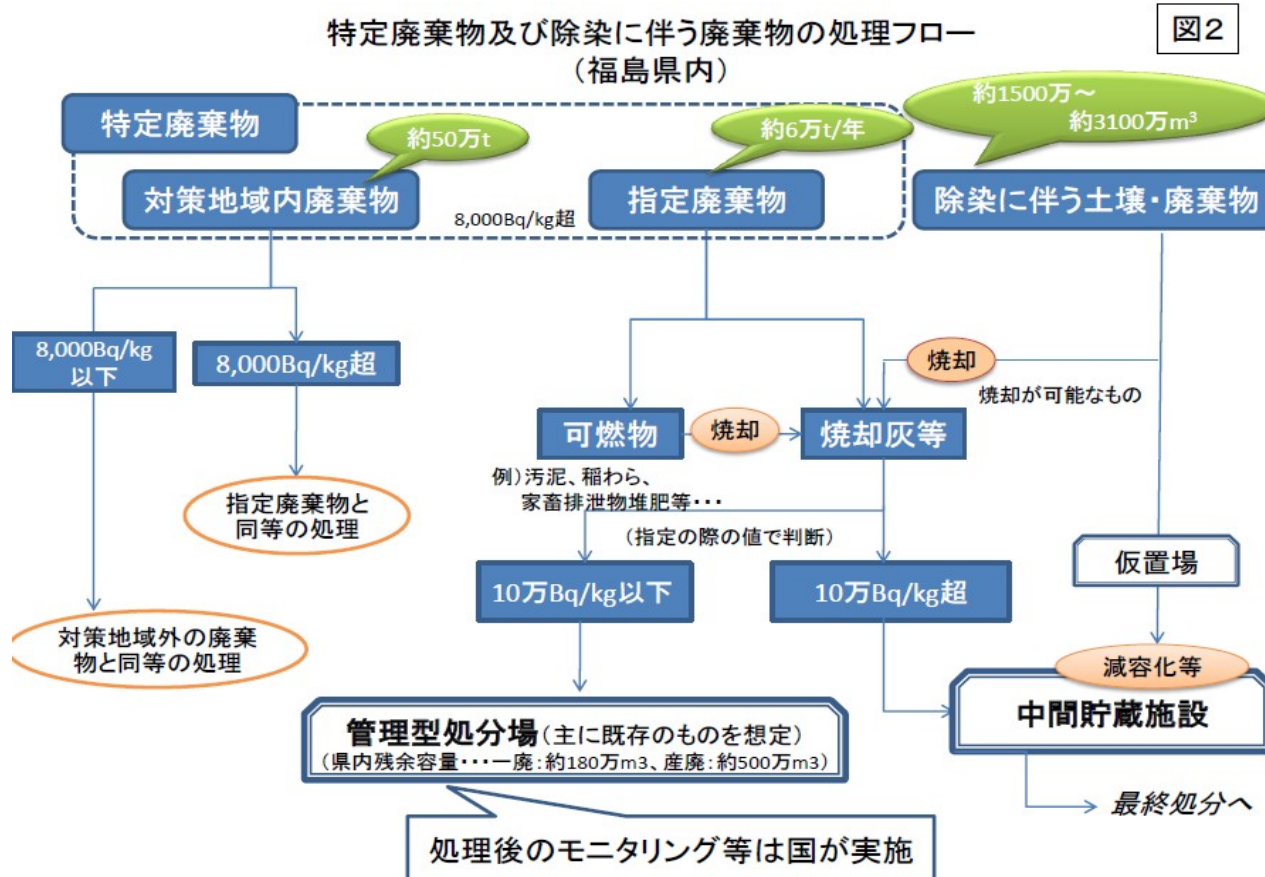 特定廃棄物及び除染に伴う廃棄物の処理フロー
(福島県内)
図2
特定廃棄物
約50万t
約6万t/年
約1500万～
約3100万m³
対策地域内廃棄物
8,000Bq/kg超
指定廃棄物
除染に伴う土壌・廃棄物
8,000Bq/kg
以下
8,000Bq/kg超
焼却
焼却が可能なもの
可燃物
焼却
焼却灰等
例)汚泥、稲わら、
家畜排泄物堆肥等・・・
指定廃棄物と
同等の処理
(指定の際の値で判断)
仮置場
10万Bq/kg以下
10万Bq/kg超
対策地域外の廃棄
物と同等の処理
減容化等
中間貯蔵施設
管理型処分場(主に既存のものを想定)
(県内残余容量・・・一廃:約180万m3、産廃:約500万m3)
最終処分へ
処理後のモニタリング等は国が実施